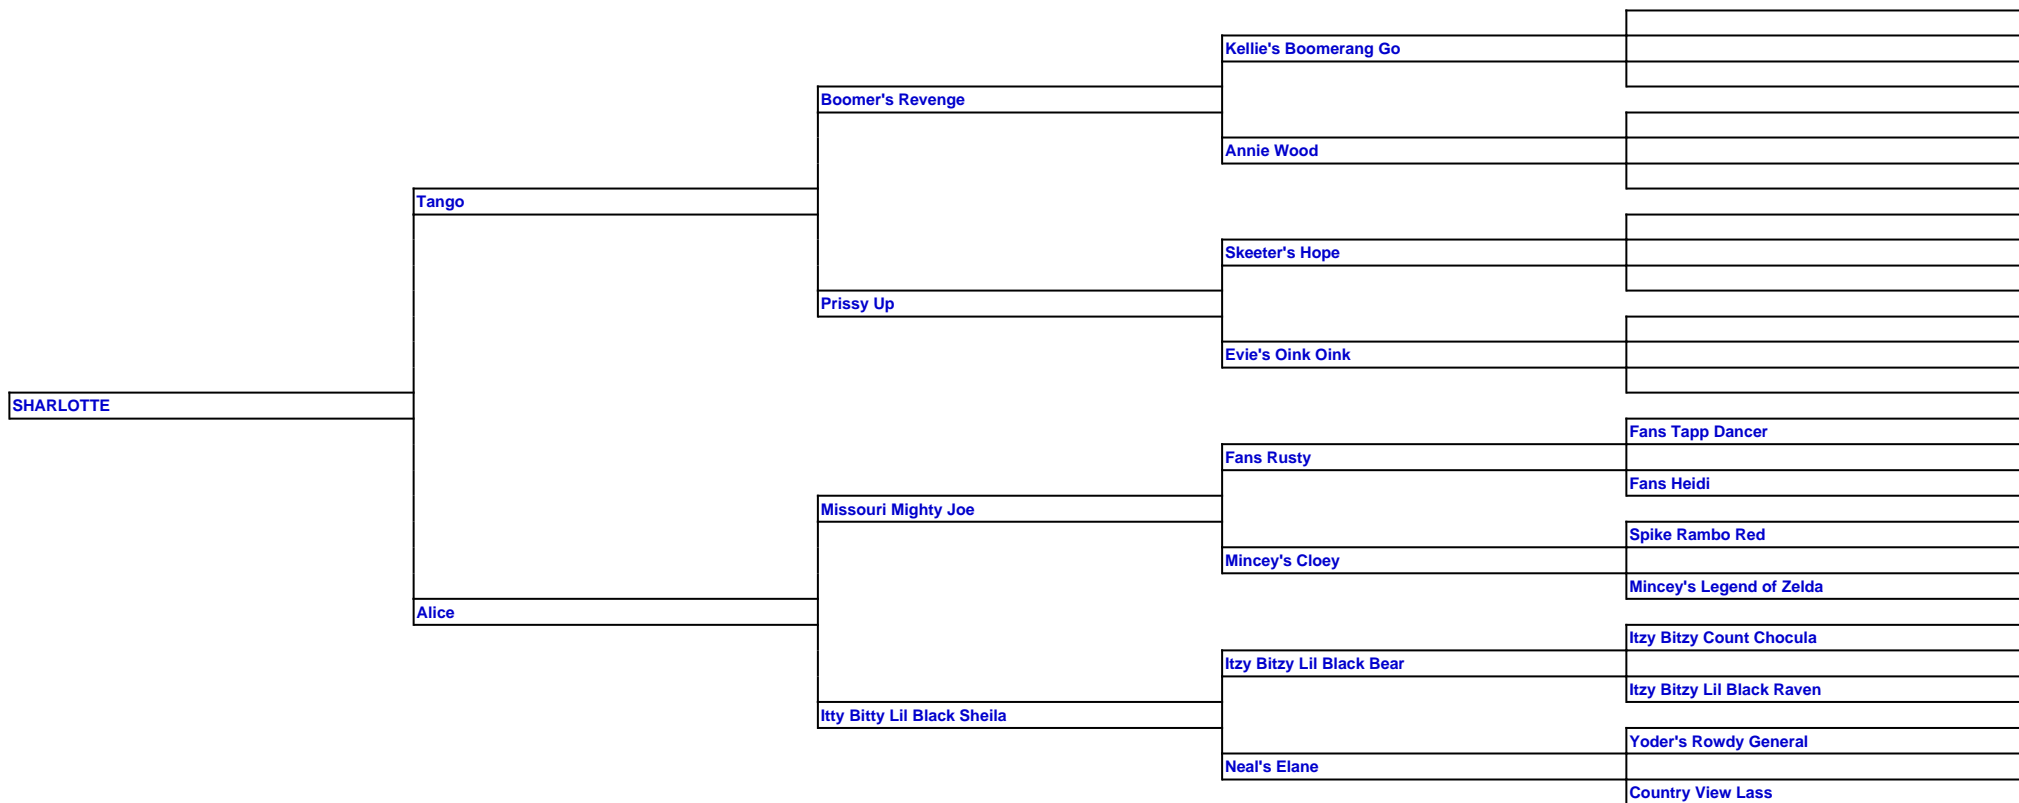 Kellie's Boomerang Go
Boomer's Revenge
Annie Wood
Tango
Skeeter's Hope
Prissy Up
Evie's Oink Oink
SHARLOTTE
Fans Tapp Dancer
Fans Rusty
Fans Heidi
Missouri Mighty Joe
Spike Rambo Red
Mincey's Cloey
Mincey's Legend of Zelda
Alice
Itzy Bitzy Count Chocula
Itzy Bitzy Lil Black Bear
Itzy Bitzy Lil Black Raven
Itty Bitty Lil Black Sheila
Yoder's Rowdy General
Neal's Elane
Country View Lass